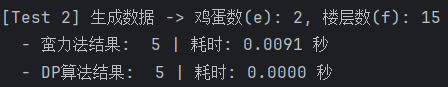 [Test 2] 生成数据 -> 鸡蛋数(e): 2, 楼层数(f): 15
- 蛮力法结果: 5 | 耗时: 0.0091 秒
- DP算法结果: 5 | 耗时: 0.0000 秒